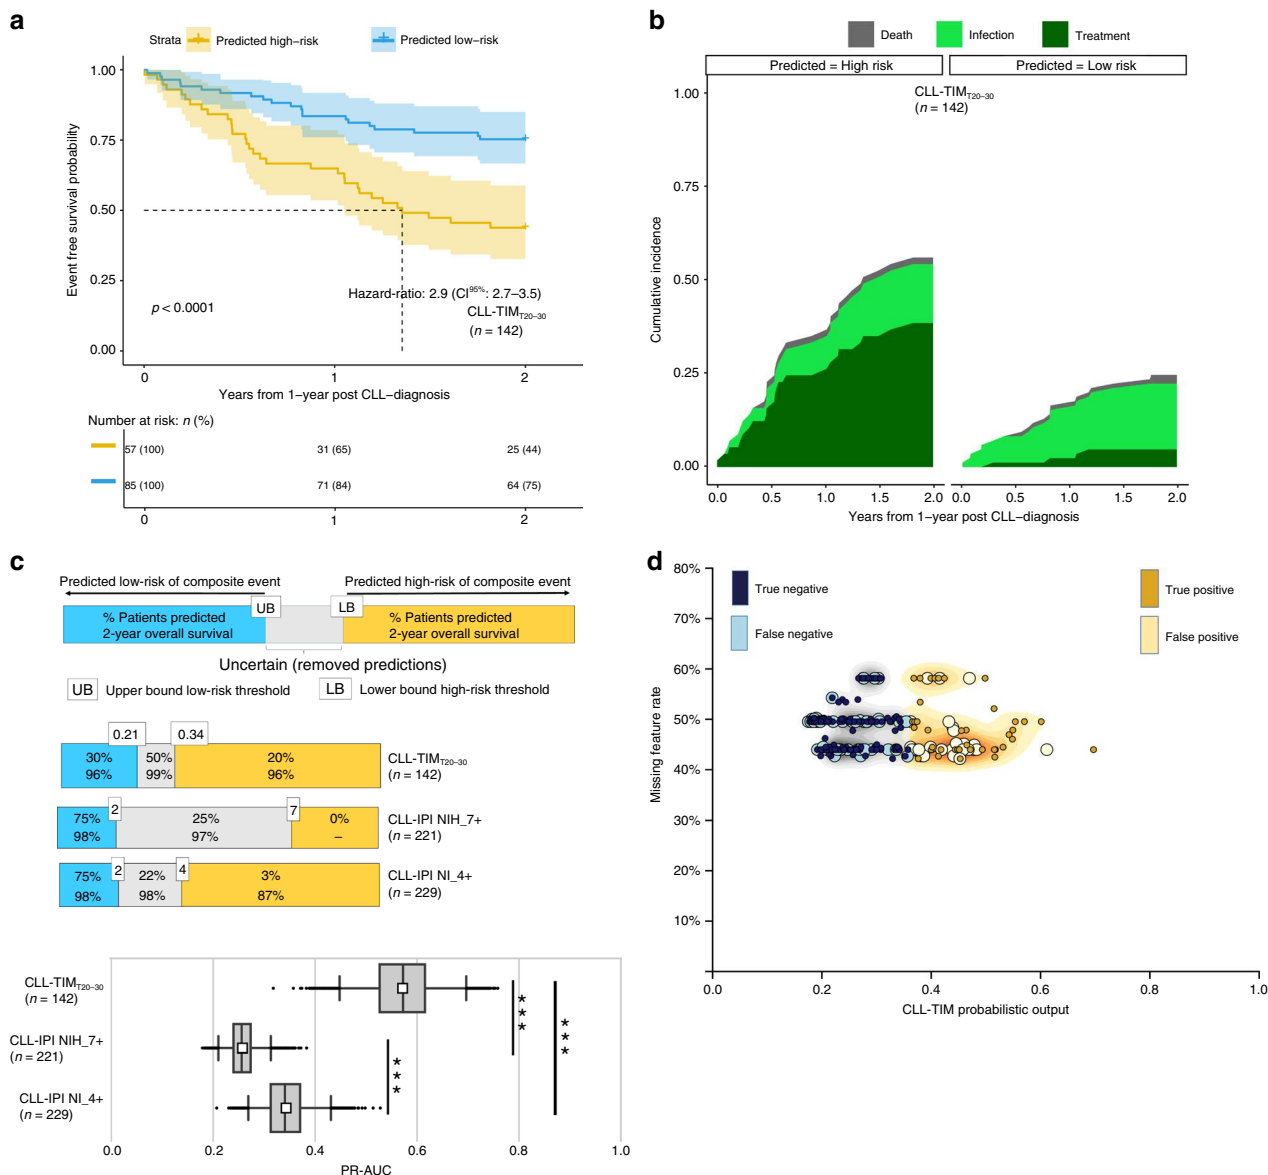 a
Strata Predicted high–risk Predicted low–risk
Event free survival probability
1.00
0.75
0.50
0.25
0.00
p < 0.0001
Hazard-ratio: 2.9 (CI95%: 2.7–3.5)
CLL-TIMT20–30
(n = 142)
0 1 2
Years from 1–year post CLL–diagnosis
Number at risk: n (%)
57 (100) 31 (65) 25 (44)
85 (100) 71 (84) 64 (75)
0 1 2
b
Death Infection Treatment
Predicted = High risk Predicted = Low risk
CLL-TIMT20–30
(n = 142)
Cumulative incidence
1.00
0.75
0.50
0.25
0.00
0.0 0.5 1.0 1.5 2.0 0.0 0.5 1.0 1.5 2.0
Years from 1–year post CLL–diagnosis
c
Predicted low-risk of composite event Predicted high-risk of composite event
UB LB
% Patients predicted % Patients predicted
2-year overall survival 2-year overall survival
Uncertain (removed predictions)
UB Upper bound low-risk threshold LB Lower bound high-risk threshold
0.21 0.34
30% 50% 20%
96% 99% 96%
CLL-TIMT20–30
(n = 142)
2 7
75% 25% 0%
98% 97% –
CLL-IPI NIH_7+
(n = 221)
2 4
75% 22% 3%
98% 98% 87%
CLL-IPI NI_4+
(n = 229)
CLL-TIMT20–30
(n = 142)
CLL-IPI NIH_7+
(n = 221)
CLL-IPI NI_4+
(n = 229)
***
***
***
0.0 0.2 0.4 0.6 0.8 1.0
PR-AUC
d
True negative True positive
False negative False positive
Missing feature rate
80%
70%
60%
50%
40%
30%
20%
10%
0.0 0.2 0.4 0.6 0.8 1.0
CLL-TIM probabilistic output